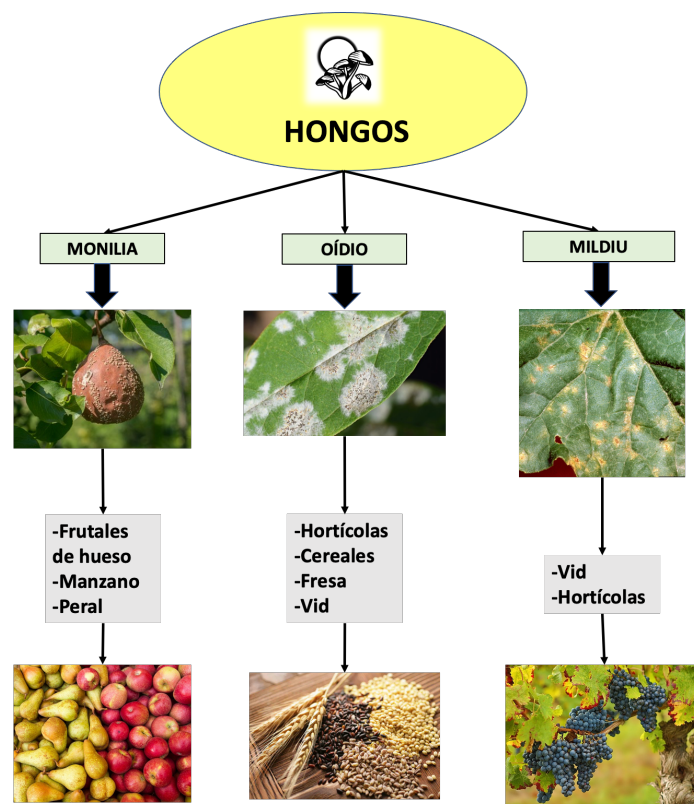 HONGOS
MONILIA
OÍDIO
MILDIU
-Frutales
de hueso
-Manzano
-Peral
-Hortícolas
-Cereales
-Fresa
-Vid
-Vid
-Hortícolas